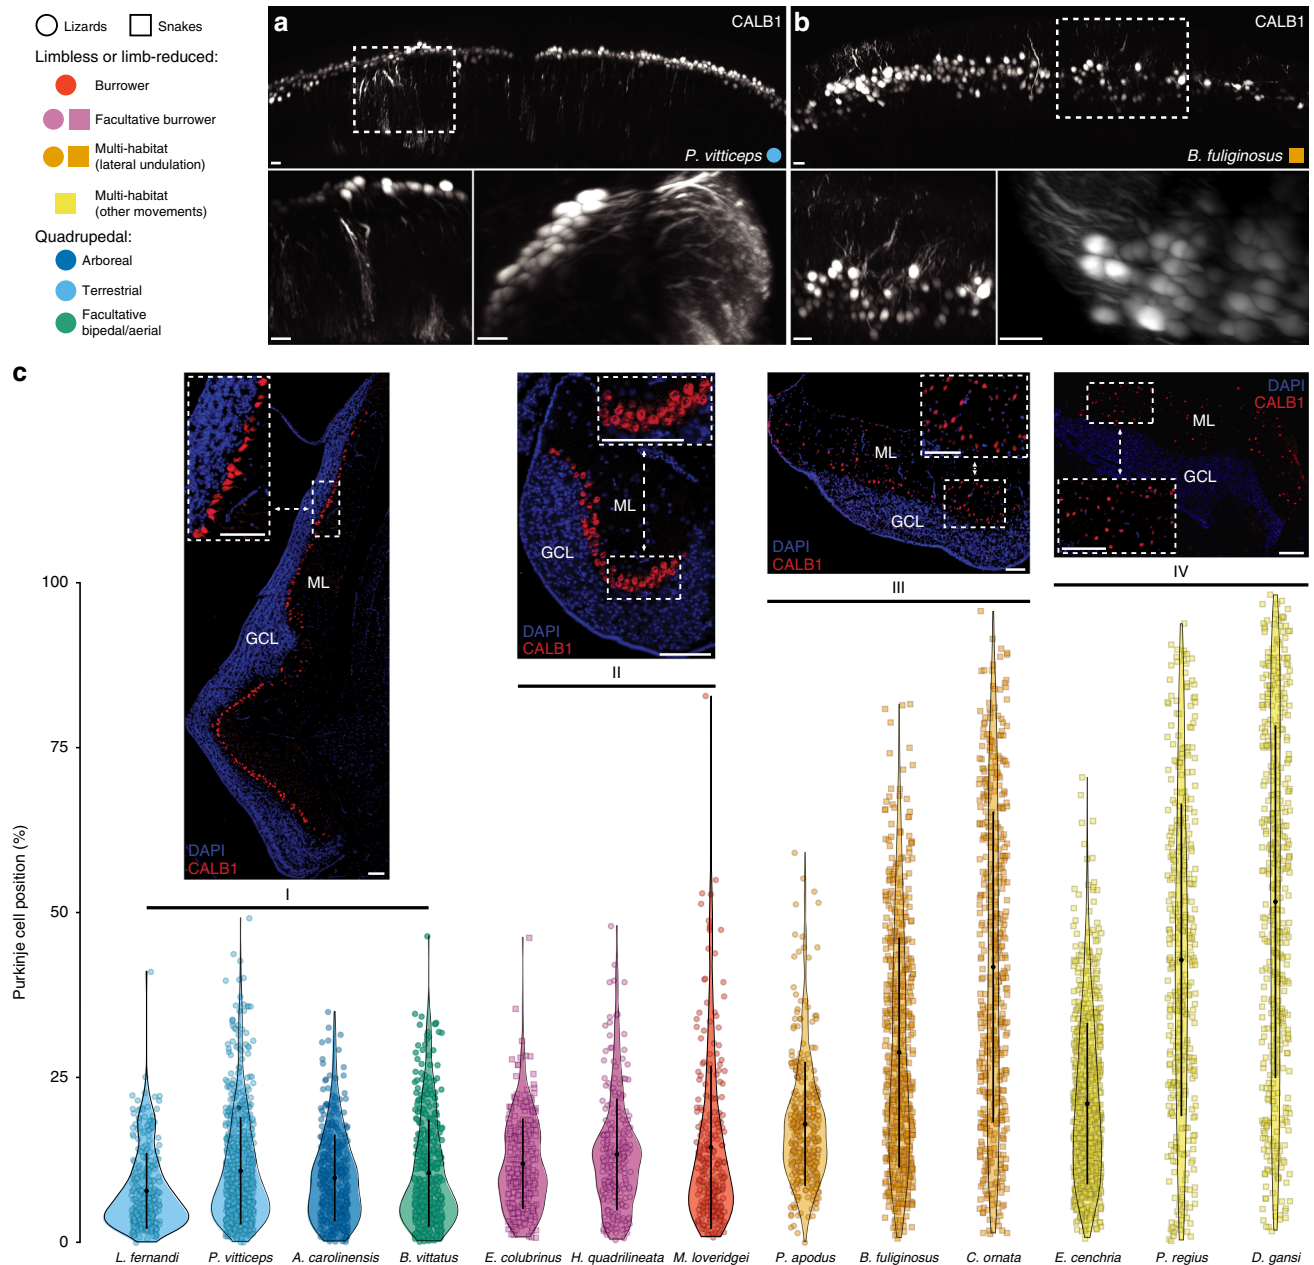 Lizards
Snakes
Limbless or limb-reduced:
Burrower
Facultative burrower
Multi-habitat
(lateral undulation)
Multi-habitat
(other movements)
Quadrupedal:
Arboreal
Terrestrial
Facultative
bipedal/aerial
a
CALB1
P. vitticeps
b
CALB1
B. fuliginosus
c
ML
GCL
DAPI
CALB1
I
ML
GCL
DAPI
CALB1
II
ML
GCL
DAPI
CALB1
III
DAPI
CALB1
ML
GCL
IV
Purkinje cell position (%)
100
75
50
25
0
L. fernandi
P. vitticeps
A. carolinensis
B. vittatus
E. colubrinus
H. quadrilineata
M. loveridgei
P. apodus
B. fuliginosus
C. ornata
E. cenchria
P. regius
D. gansi